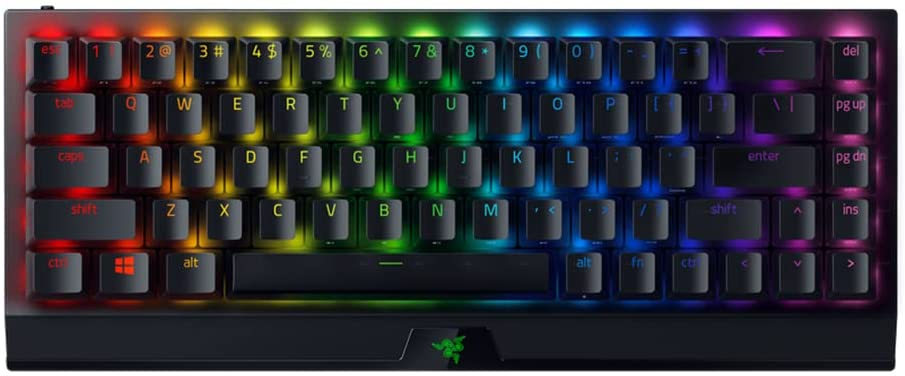 esc 1 2 @ 3 # 4 $ 5 % 6 ^ 7 & 8 * 9 ( 0 ) - = ← del
tab Q W E R T Y U I O P [ ] \ | pg up
caps A S D F G H J K L ; ' enter pg dn
shift Z X C V B N M , < . > / shift ^ ins
ctrl alt alt fn ctrl < v >